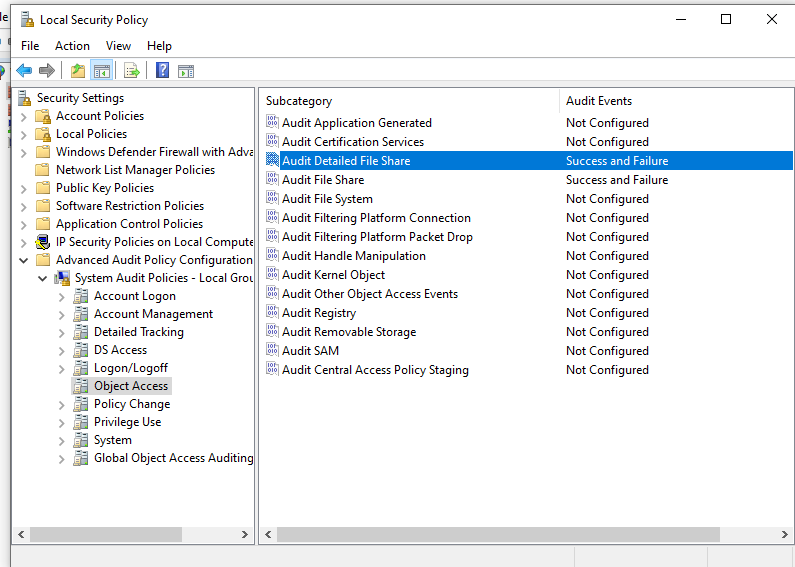 Local Security Policy
File Action View Help
Security Settings
Account Policies
Local Policies
Windows Defender Firewall with Adva
Network List Manager Policies
Public Key Policies
Software Restriction Policies
Application Control Policies
IP Security Policies on Local Compute
Advanced Audit Policy Configuration
System Audit Policies - Local Grou
Account Logon
Account Management
Detailed Tracking
DS Access
Logon/Logoff
Object Access
Policy Change
Privilege Use
System
Global Object Access Auditing
Subcategory Audit Events
Audit Application Generated Not Configured
Audit Certification Services Not Configured
Audit Detailed File Share Success and Failure
Audit File Share Success and Failure
Audit File System Not Configured
Audit Filtering Platform Connection Not Configured
Audit Filtering Platform Packet Drop Not Configured
Audit Handle Manipulation Not Configured
Audit Kernel Object Not Configured
Audit Other Object Access Events Not Configured
Audit Registry Not Configured
Audit Removable Storage Not Configured
Audit SAM Not Configured
Audit Central Access Policy Staging Not Configured